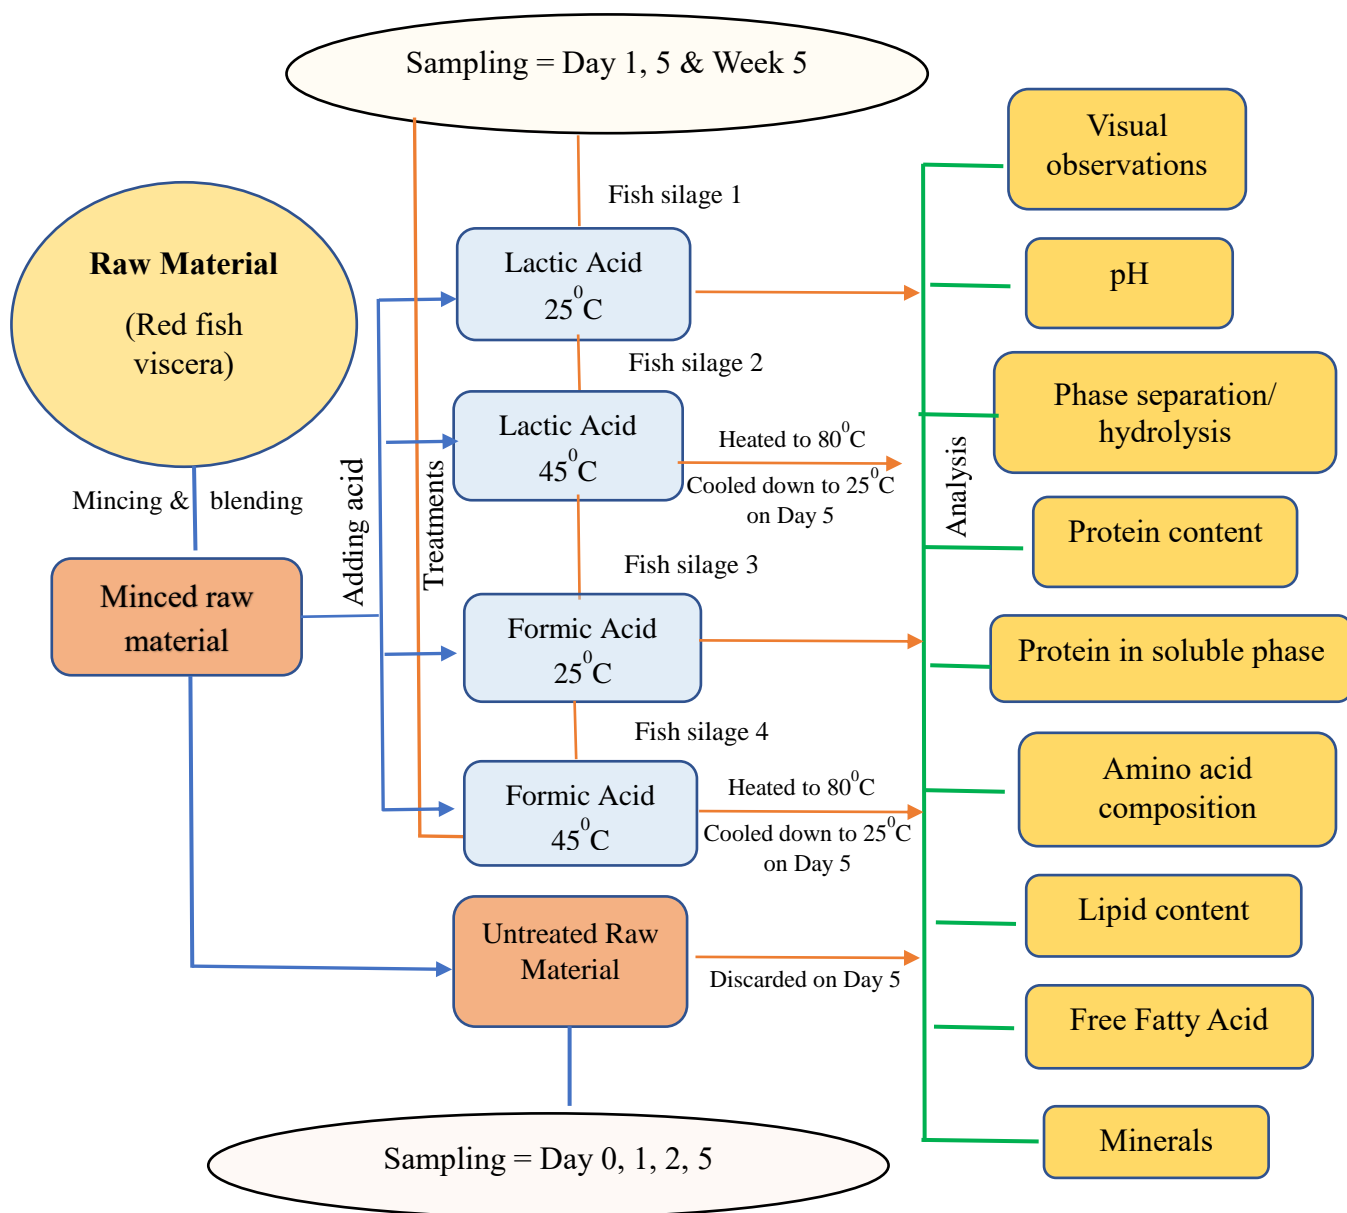 Sampling = Day 1, 5 & Week 5
Fish silage 1
Raw Material
(Red fish
viscera)
Mincing & blending
Minced raw
material
Adding acid
Treatments
Lactic Acid
25⁰C
Fish silage 2
Lactic Acid
45⁰C
Heated to 80⁰C
Cooled down to 25⁰C
on Day 5
Fish silage 3
Formic Acid
25⁰C
Fish silage 4
Formic Acid
45⁰C
Heated to 80⁰C
Cooled down to 25⁰C
on Day 5
Untreated Raw
Material
Discarded on Day 5
Sampling = Day 0, 1, 2, 5
Analysis
Visual
observations
pH
Phase separation/
hydrolysis
Protein content
Protein in soluble phase
Amino acid
composition
Lipid content
Free Fatty Acid
Minerals